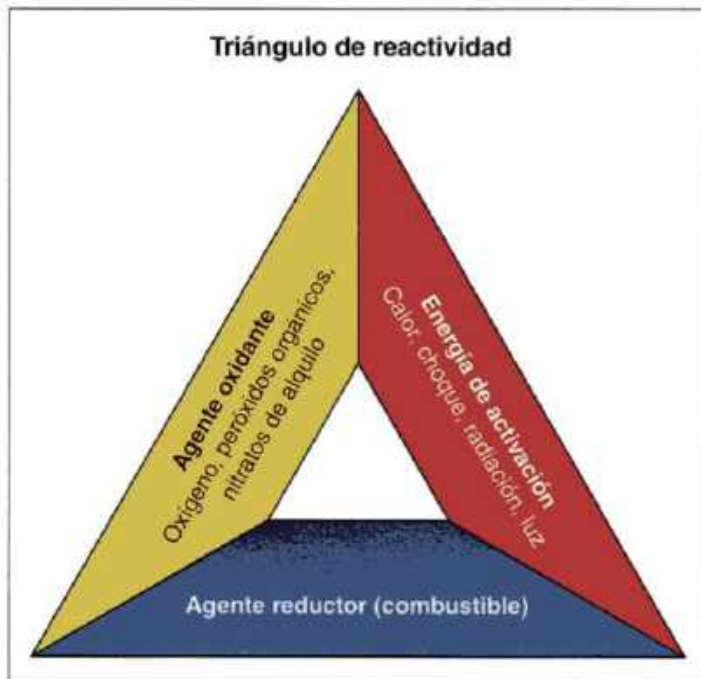 Triángulo de reactividad
Agente oxidante
Oxígeno, peróxidos orgánicos,
nitratos de alquilo
Energía de activación
Calor, choque, radiación, luz
Agente reductor (combustible)